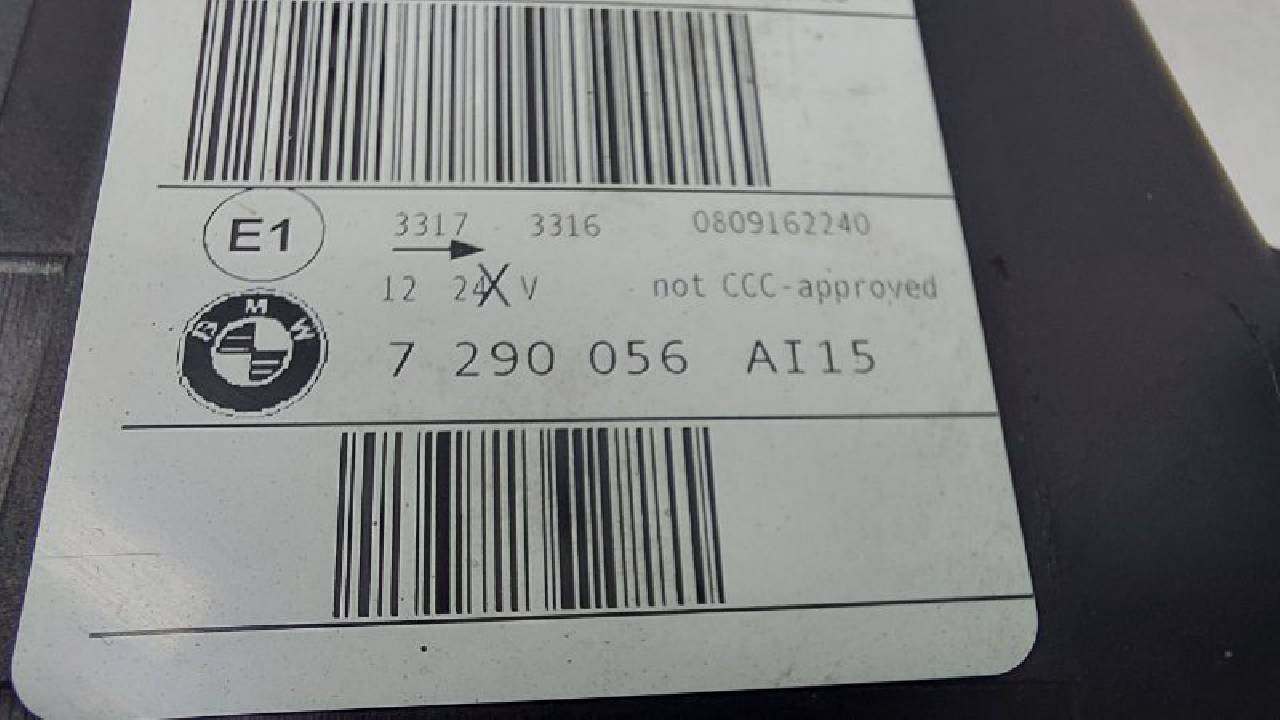 E1 3317 3316 0809162240
12 24 V not CCC-approved
BMW
7 290 056 AI15